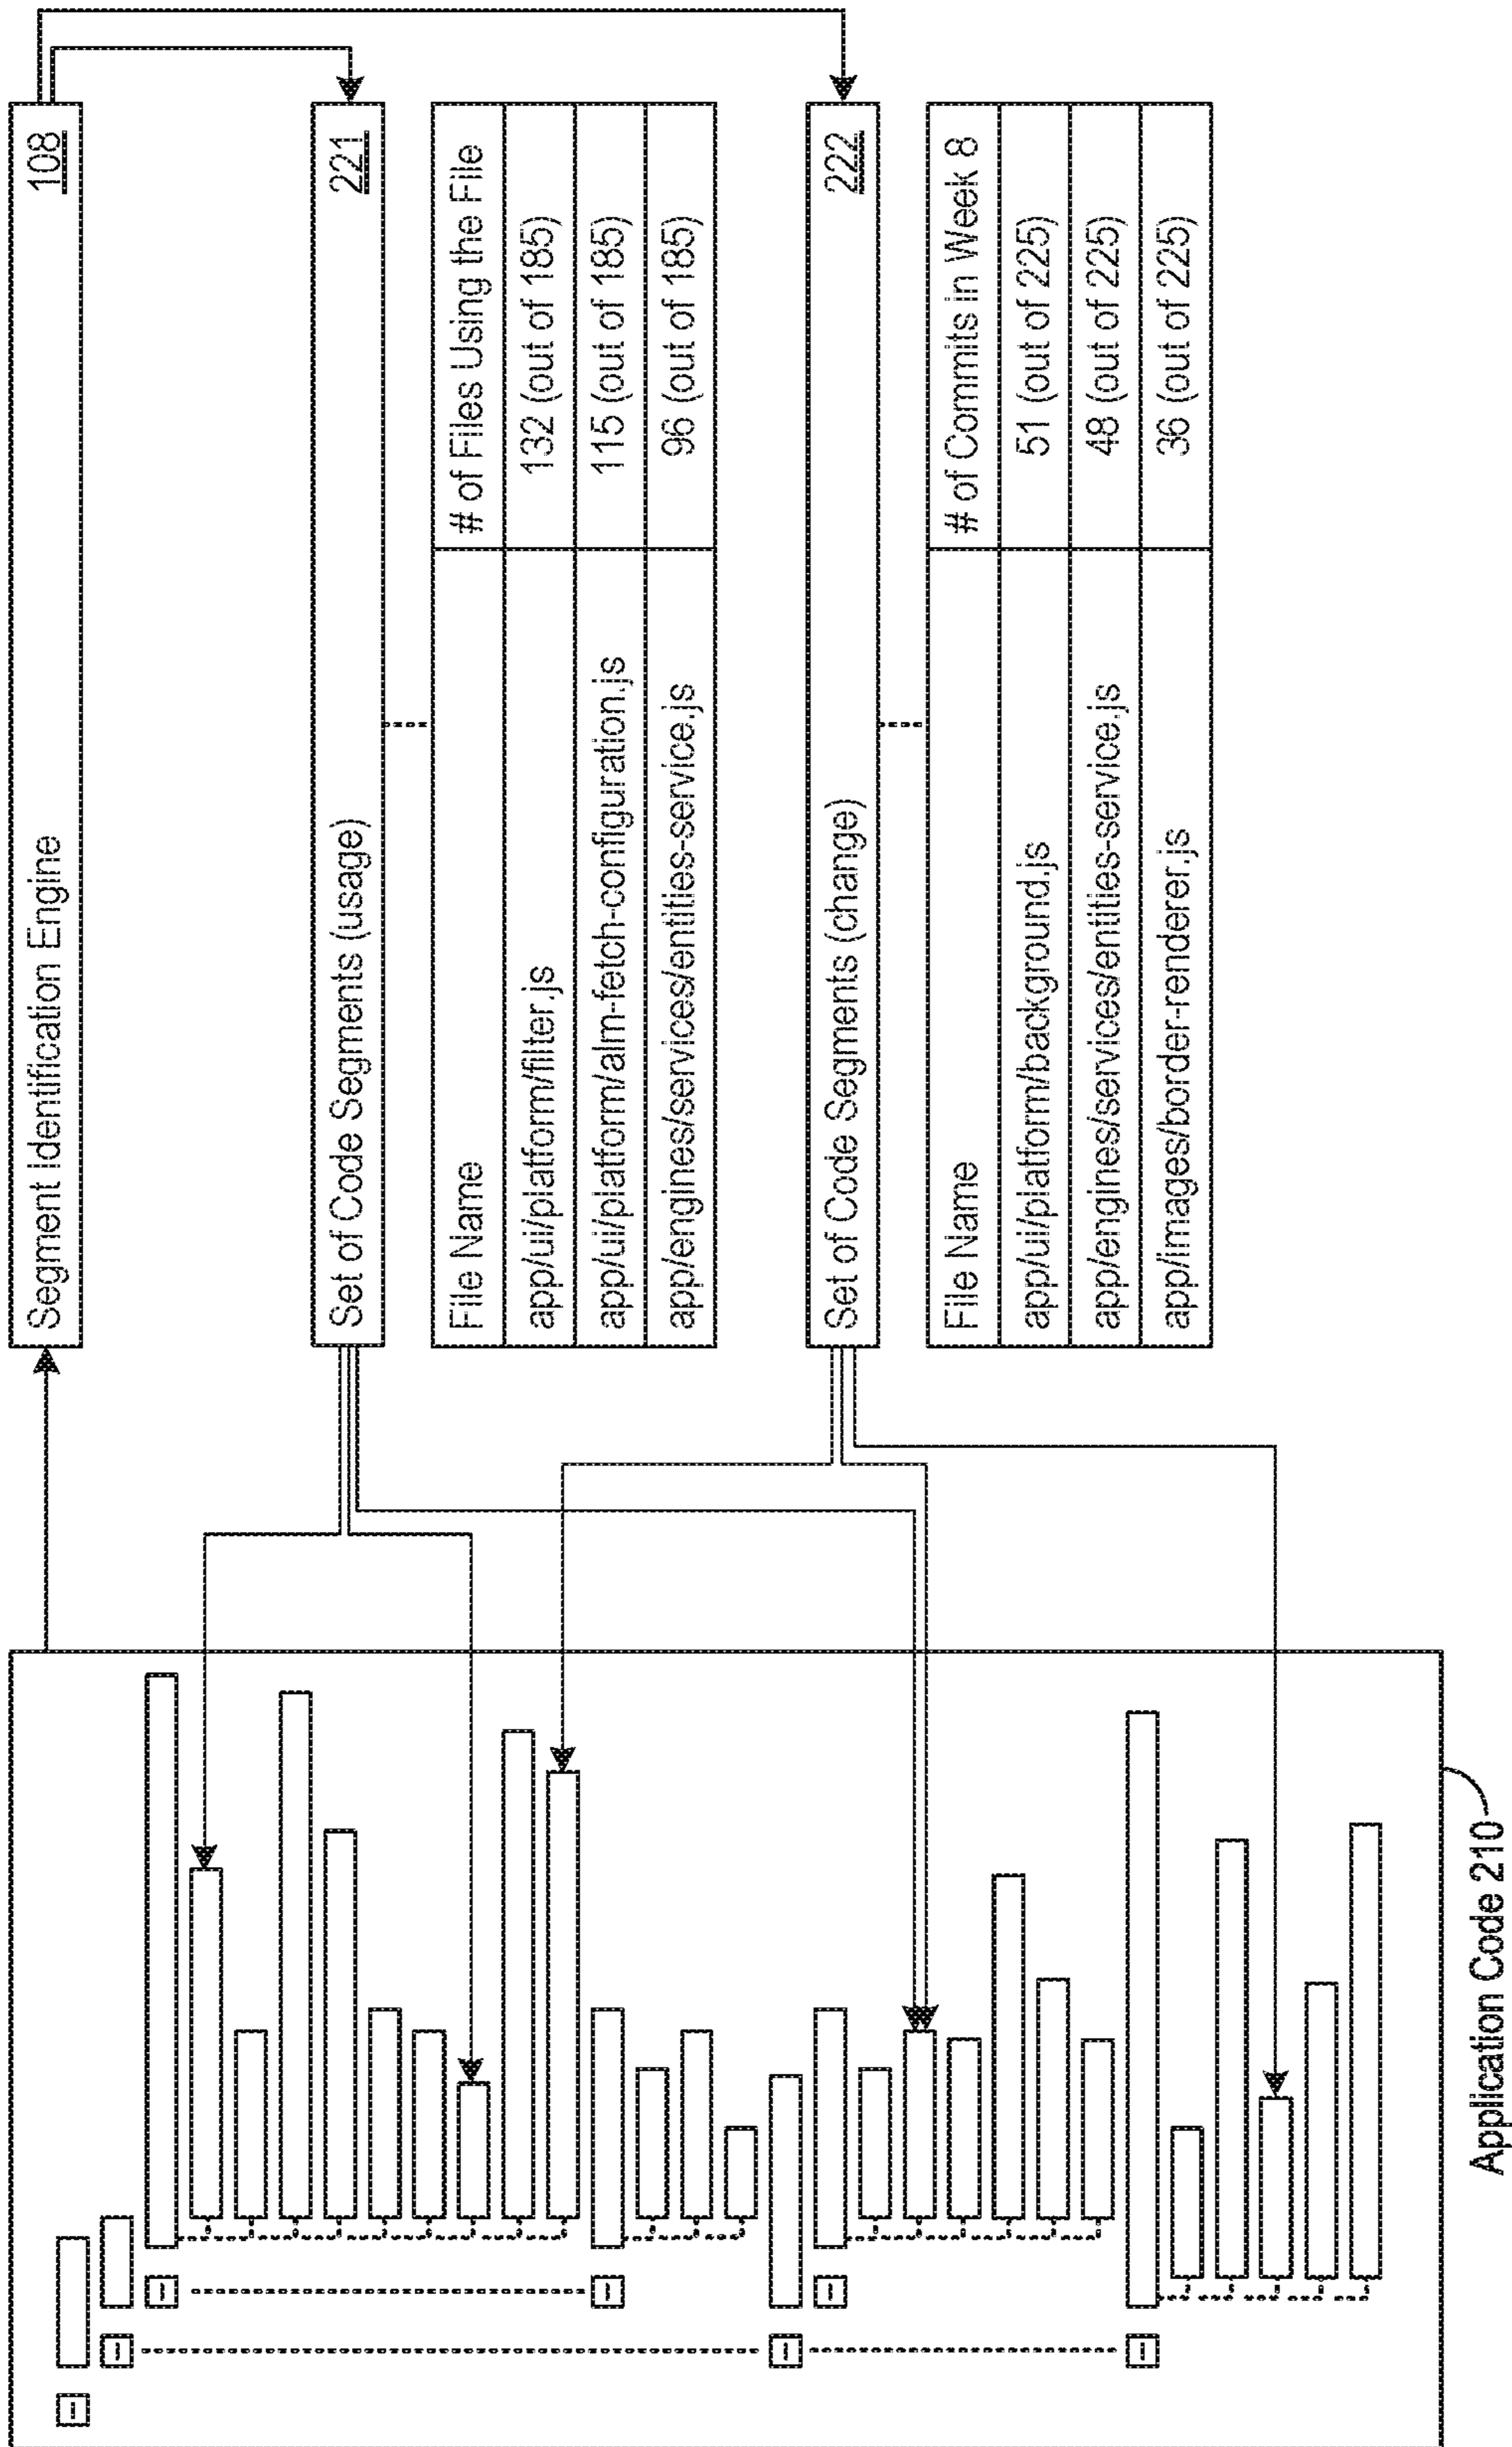 Segment Identification Engine 108
Set of Code Segments (usage) 221
File Name # of Files Using the File
app/ui/platform/filter.js 132 (out of 185)
app/ui/platform/alm-fetch-configuration.js 115 (out of 185)
app/engines/services/entities-service.js 96 (out of 185)
Set of Code Segments (change) 222
File Name # of Commits in Week 8
app/ui/platform/background.js 51 (out of 225)
app/engines/services/entities-service.js 48 (out of 225)
app/images/border-renderer.js 36 (out of 225)
Application Code 210